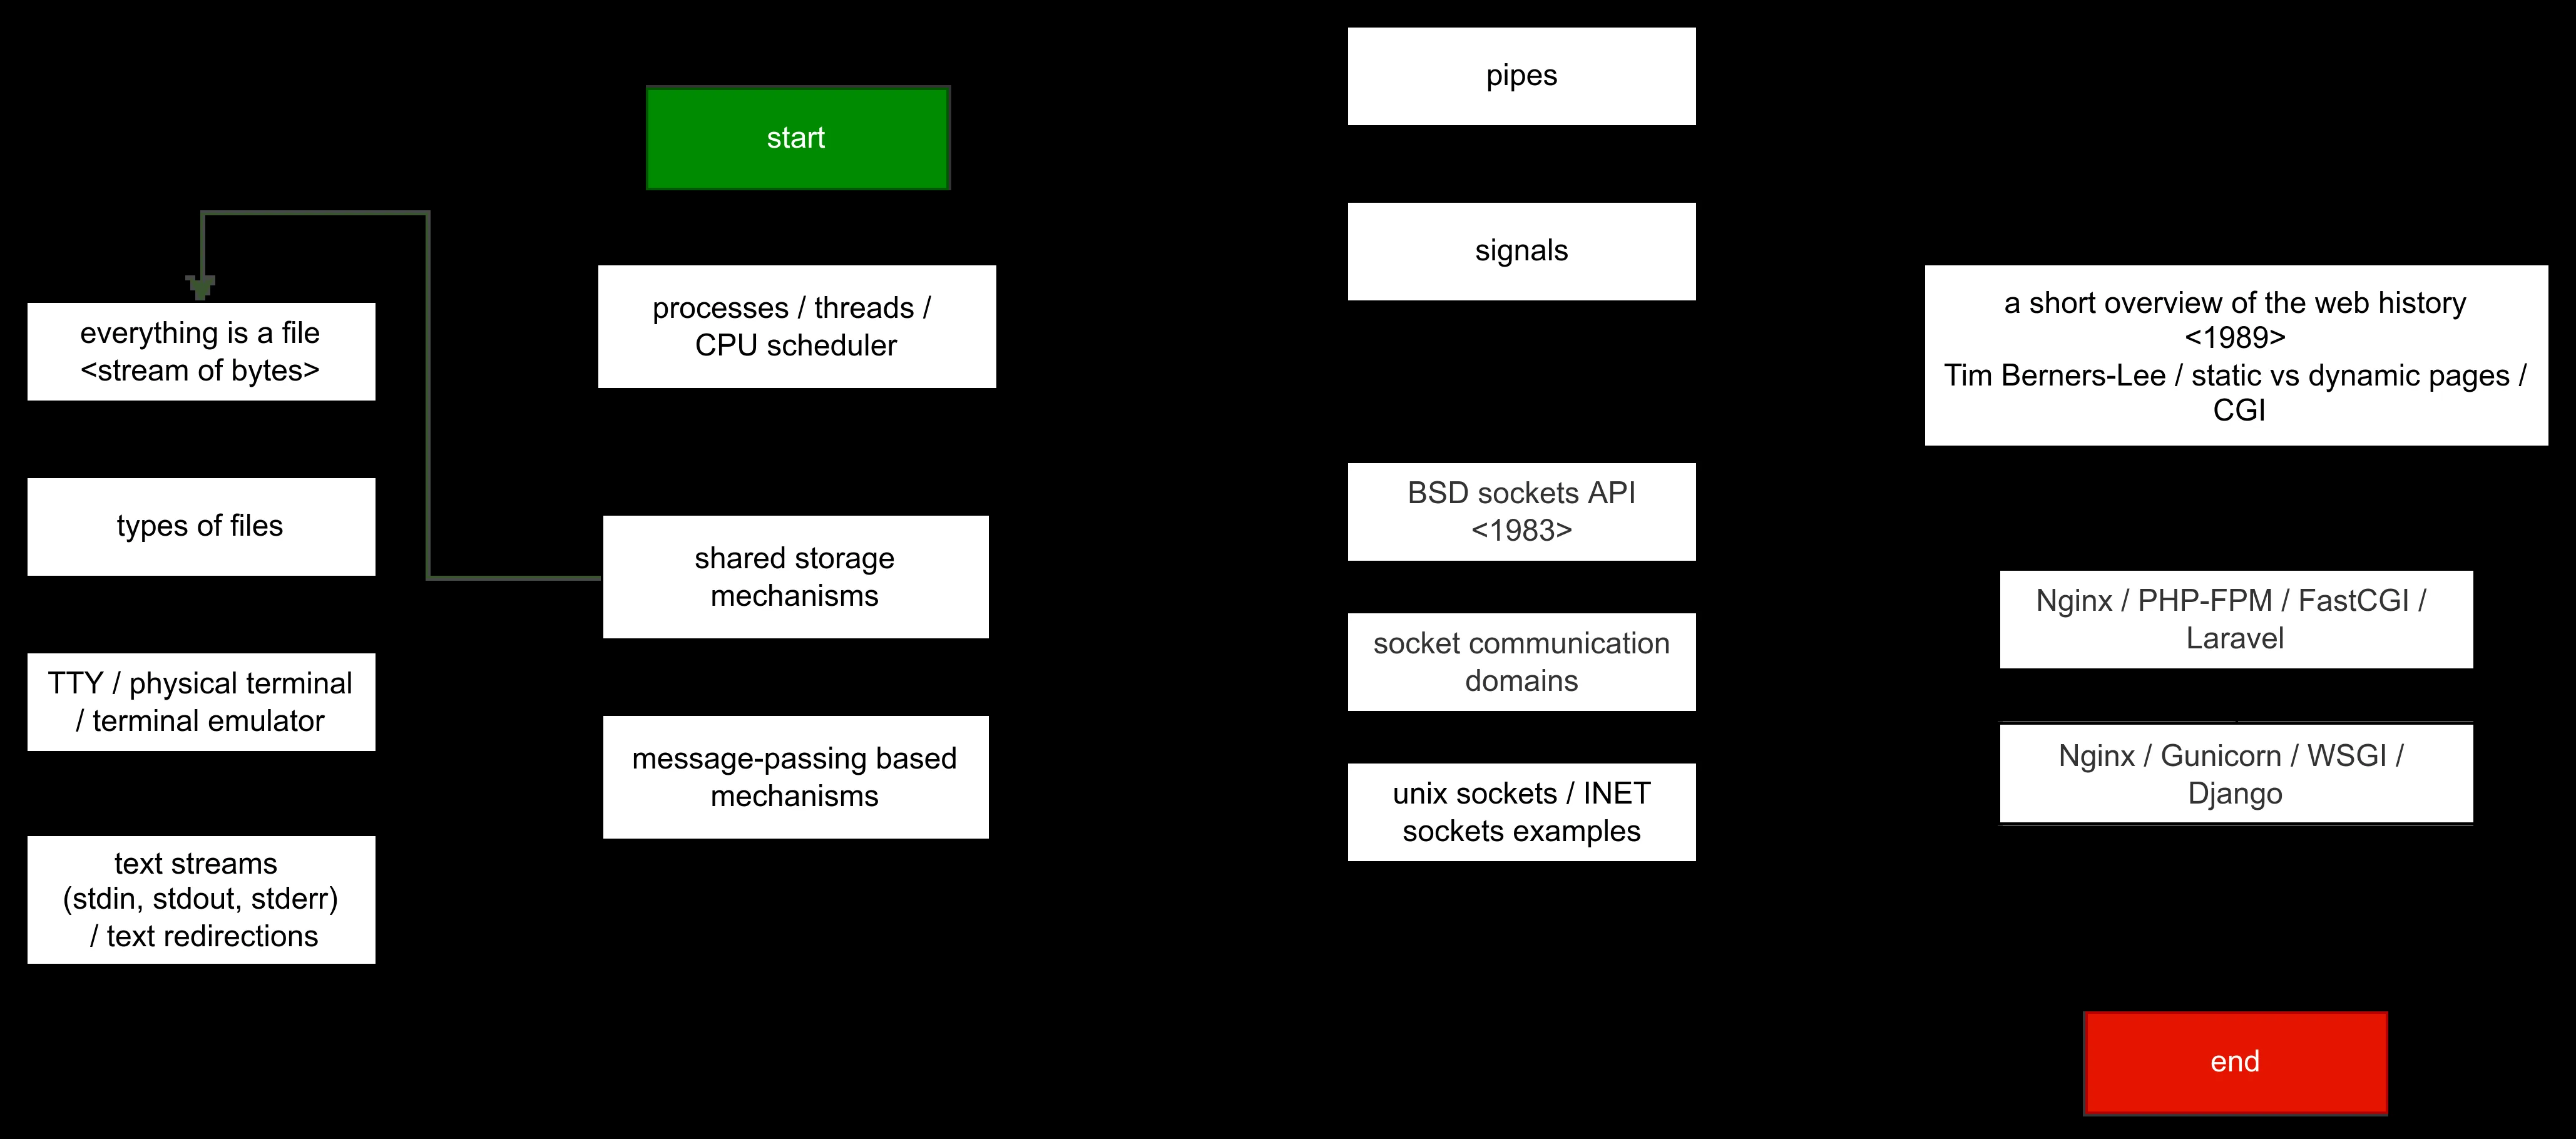 start
processes / threads /
CPU scheduler
shared storage
mechanisms
message-passing based
mechanisms
everything is a file
<stream of bytes>
types of files
TTY / physical terminal
/ terminal emulator
text streams
(stdin, stdout, stderr)
/ text redirections
pipes
signals
BSD sockets API
<1983>
socket communication
domains
unix sockets / INET
sockets examples
a short overview of the web history
<1989>
Tim Berners-Lee / static vs dynamic pages /
CGI
Nginx / PHP-FPM / FastCGI /
Laravel
Nginx / Gunicorn / WSGI /
Django
end